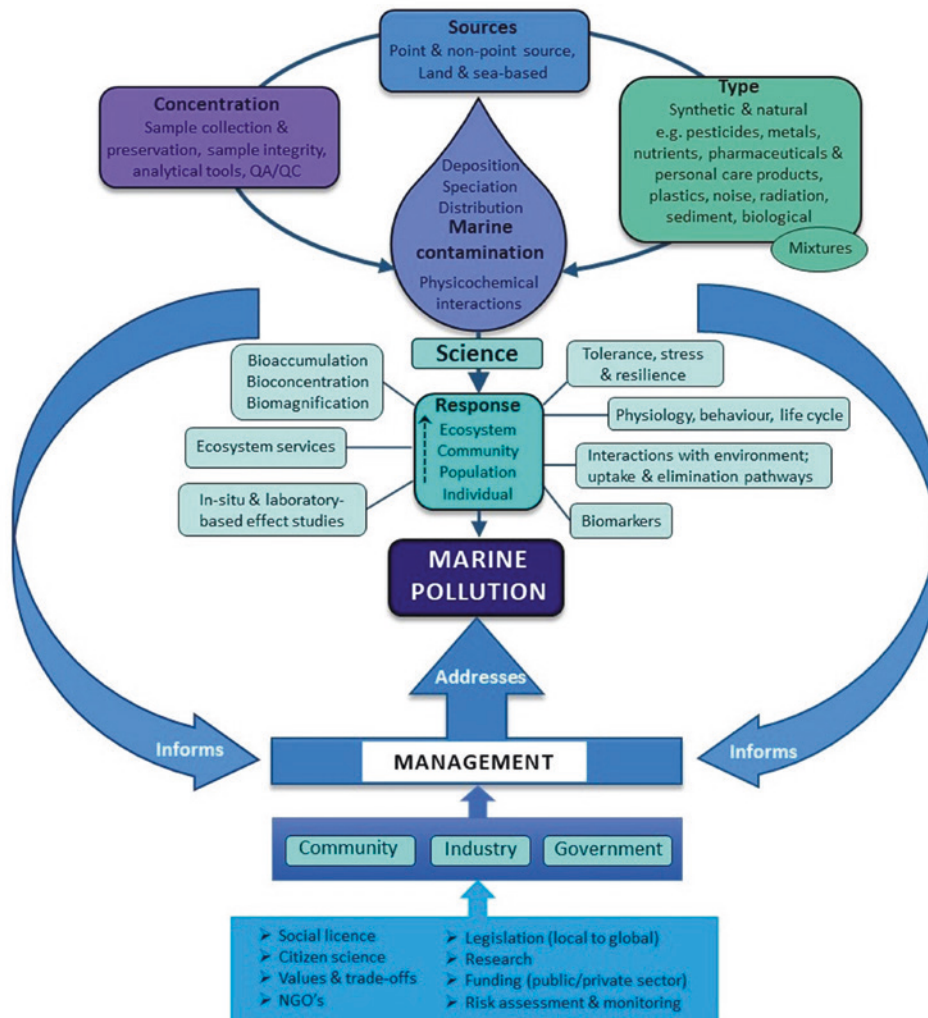 Sources
Point & non-point source,
Land & sea-based
Concentration
Sample collection &
preservation, sample integrity,
analytical tools, QA/QC
Type
Synthetic & natural
e.g. pesticides, metals,
nutrients, pharmaceuticals &
personal care products,
plastics, noise, radiation,
sediment, biological
Mixtures
Deposition
Speciation
Distribution
Marine
contamination
Physicochemical
interactions
Science
Bioaccumulation
Bioconcentration
Biomagnification
Ecosystem services
In-situ & laboratory-
based effect studies
Response
Ecosystem
Community
Population
Individual
Tolerance, stress
& resilience
Physiology, behaviour, life cycle
Interactions with environment;
uptake & elimination pathways
Biomarkers
MARINE
POLLUTION
Addresses
Informs
Informs
MANAGEMENT
Community
Industry
Government
➤ Social licence
➤ Citizen science
➤ Values & trade-offs
➤ NGO's
➤ Legislation (local to global)
➤ Research
➤ Funding (public/private sector)
➤ Risk assessment & monitoring